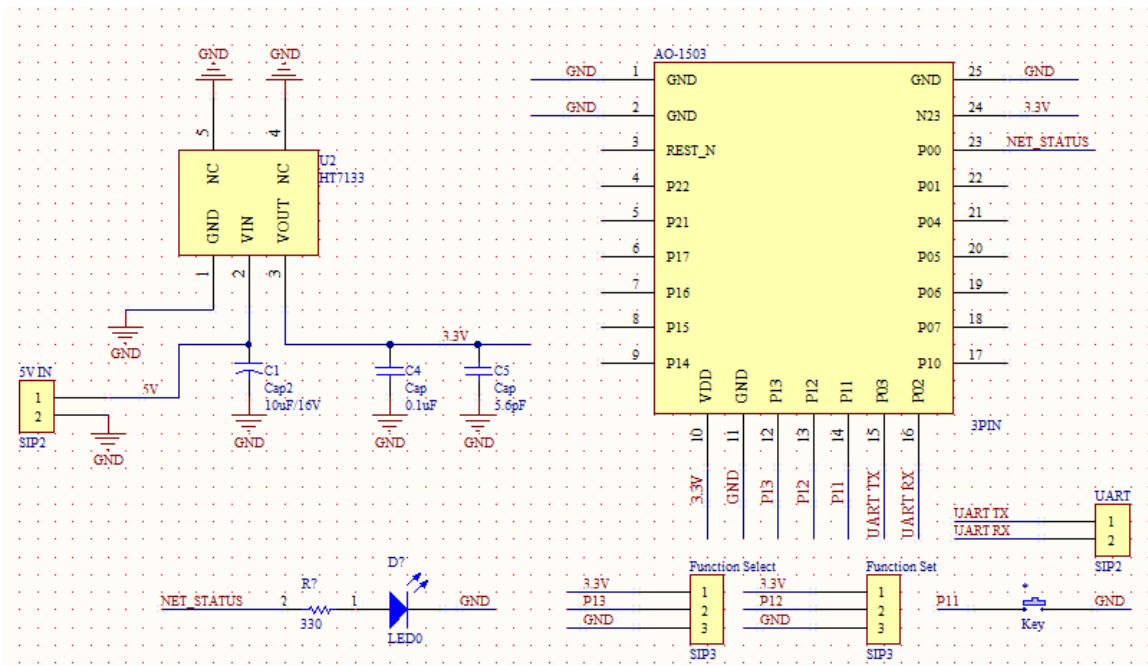 GND
GND
5
4
U2
HT7133
NC
NC
GND
VIN
VOUT
1
2
3
GND
3.3V
5V IN
1
2
SIP2
5V
GND
C1
Cap2
10uF/16V
GND
C4
Cap
0.1uF
GND
C5
Cap
5.6pF
GND
AO-1503
GND 1 GND
GND 2 GND
3 REST_N
4 P22
5 P21
6 P17
7 P16
8 P15
9 P14
GND 25 GND
N23 24 3.3V
P00 23 NET_STATUS
P01 22
P04 21
P05 20
P06 19
P07 18
P10 17
VDD 10 3.3V
GND 11 GND
P13 12 P13
P12 13 P12
P11 14 P11
P03 15 UART TX
P02 16 UART RX
3PIN
UART
UART TX 1
UART RX 2
SIP2
NET_STATUS
2
R?
330
1
D?
LED0
GND
Function Select
3.3V 1
P13 2
GND 3
SIP3
Function Set
3.3V 1
P12 2
GND 3
SIP3
P11
Key
GND